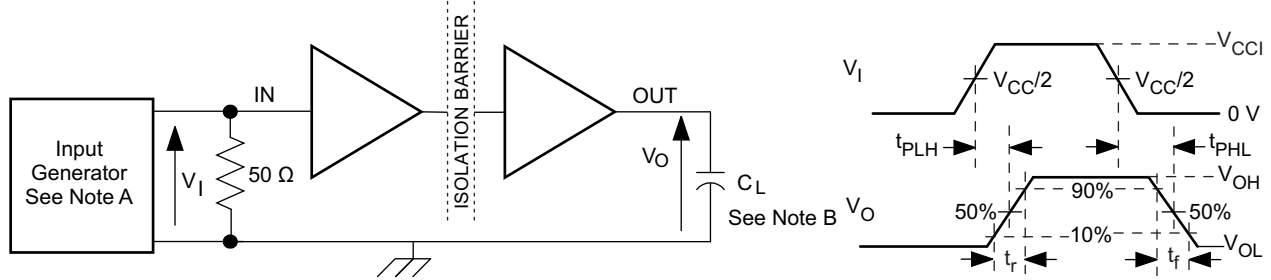 Input
Generator
See Note A
V_I
50 Ω
IN
ISOLATION BARRIER
OUT
V_O
C_L
See Note B
V_I
V_CCI
V_CC/2
V_CC/2
0 V
t_PLH
t_PHL
V_O
V_OH
90%
50%
50%
10%
V_OL
t_r
t_f